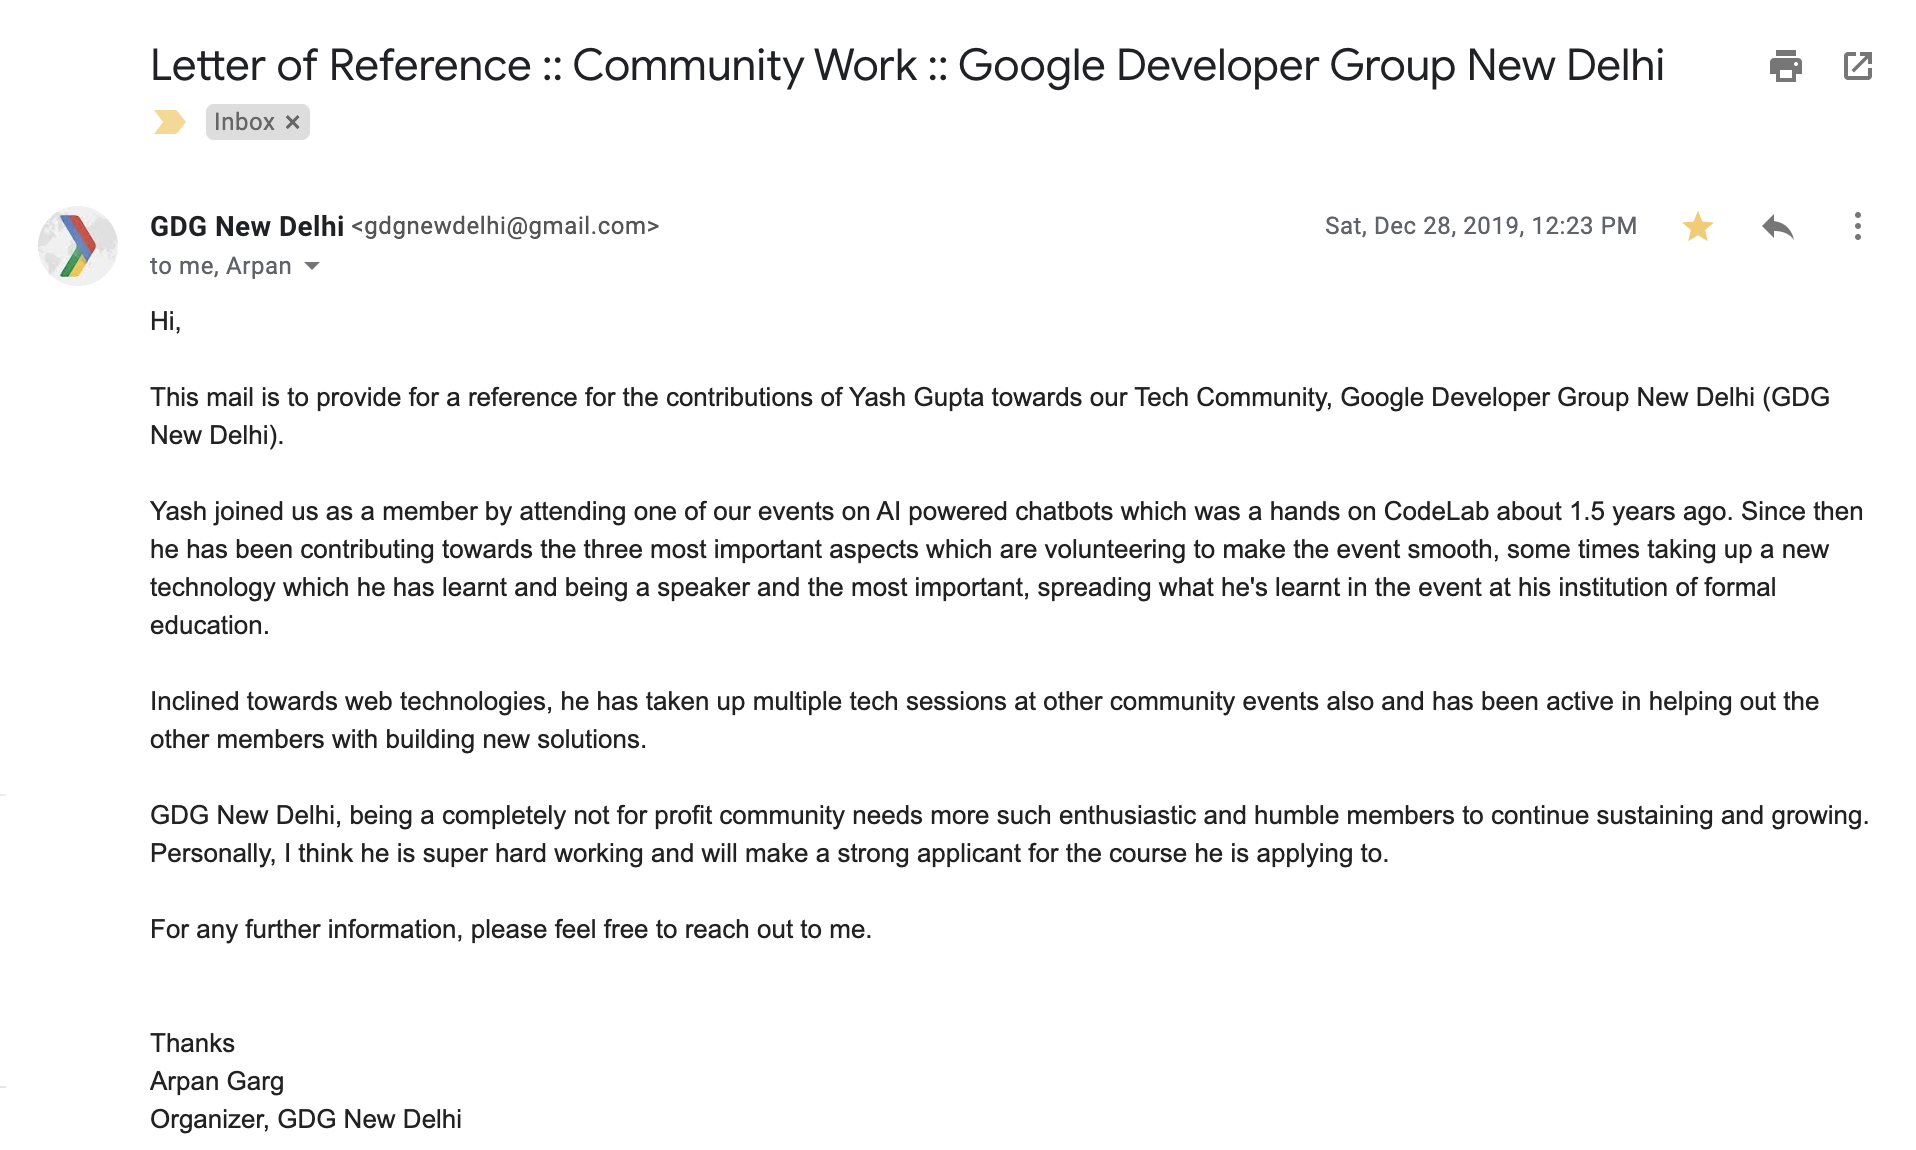 Letter of Reference :: Community Work :: Google Developer Group New Delhi
Inbox ×
GDG New Delhi <gdgnewdelhi@gmail.com>
Sat, Dec 28, 2019, 12:23 PM
to me, Arpan
Hi,
This mail is to provide for a reference for the contributions of Yash Gupta towards our Tech Community, Google Developer Group New Delhi (GDG
New Delhi).
Yash joined us as a member by attending one of our events on AI powered chatbots which was a hands on CodeLab about 1.5 years ago. Since then
he has been contributing towards the three most important aspects which are volunteering to make the event smooth, some times taking up a new
technology which he has learnt and being a speaker and the most important, spreading what he's learnt in the event at his institution of formal
education.
Inclined towards web technologies, he has taken up multiple tech sessions at other community events also and has been active in helping out the
other members with building new solutions.
GDG New Delhi, being a completely not for profit community needs more such enthusiastic and humble members to continue sustaining and growing.
Personally, I think he is super hard working and will make a strong applicant for the course he is applying to.
For any further information, please feel free to reach out to me.
Thanks
Arpan Garg
Organizer, GDG New Delhi